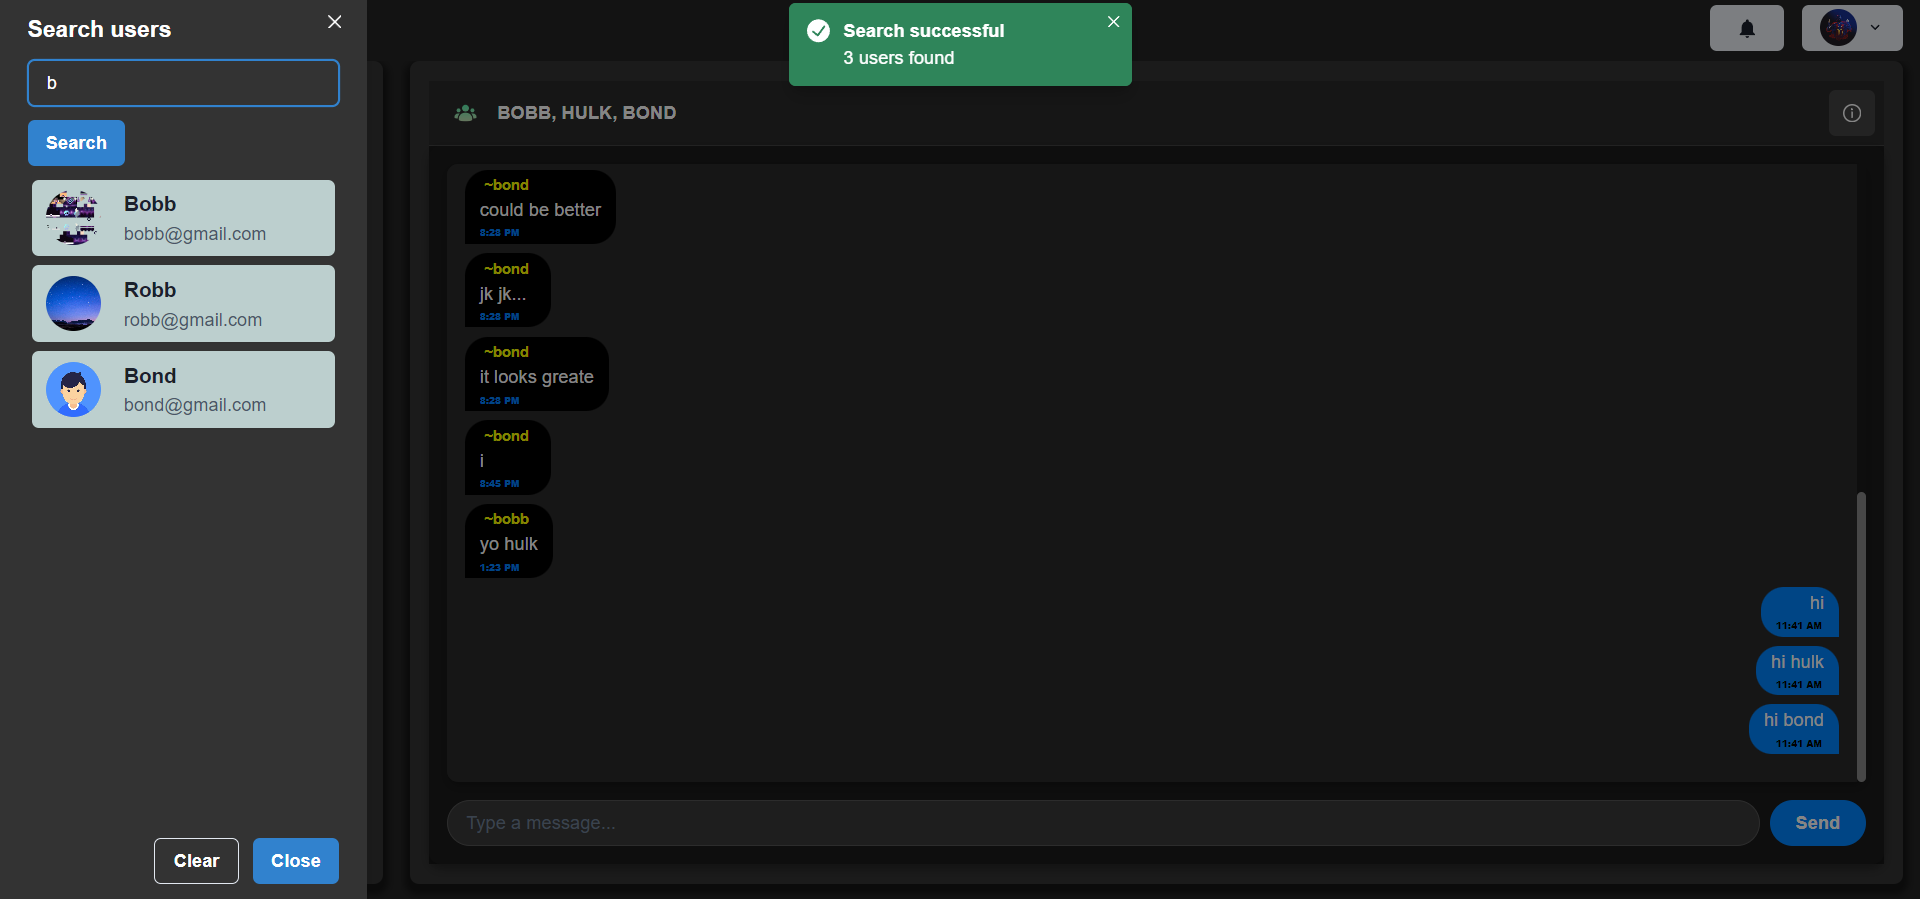 Search users
b
Search
Bobb
bobb@gmail.com
Robb
robb@gmail.com
Bond
bond@gmail.com
Clear
Close
Search successful
3 users found
BOBB, HULK, BOND
~bond
could be better
8:28 PM
~bond
jk jk...
8:28 PM
~bond
it looks greate
8:28 PM
~bond
i
8:45 PM
~bobb
yo hulk
1:23 PM
hi
11:41 AM
hi hulk
11:41 AM
hi bond
11:41 AM
Type a message...
Send